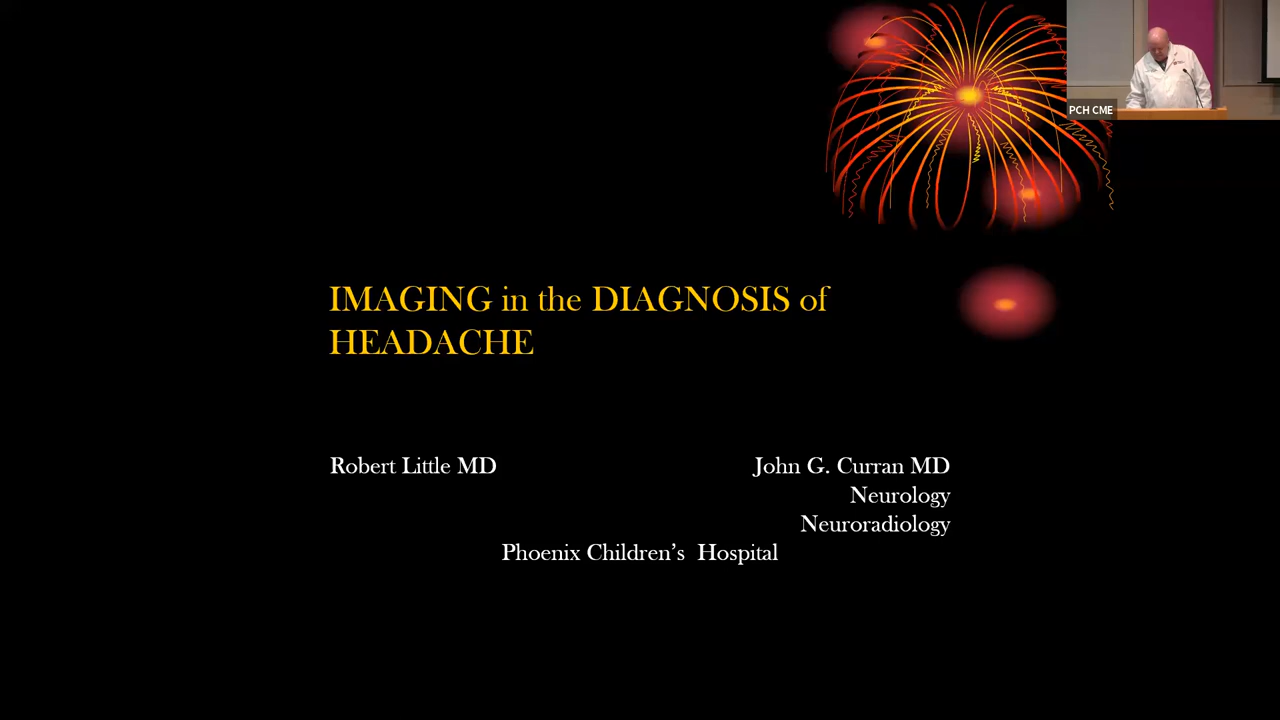 PCH CME
IMAGING in the DIAGNOSIS of
HEADACHE
Robert Little MD John G. Curran MD
Neurology
Neuroradiology
Phoenix Children’s Hospital